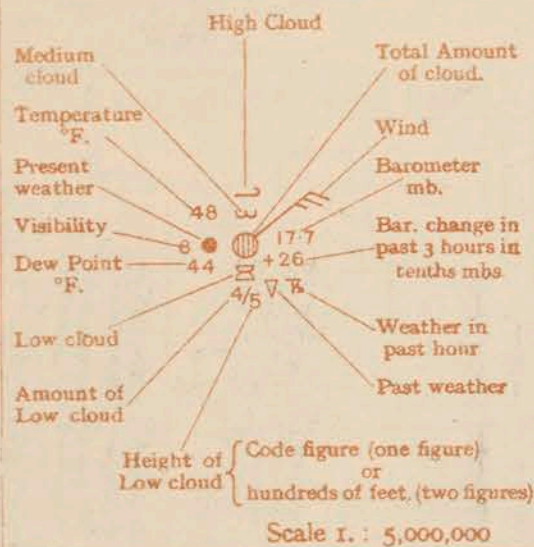 High Cloud
Medium
cloud
Total Amount
of cloud.
Temperature
°F.
Wind
Present
weather
Barometer
mb.
48
Visibility
8
17.7
Bar. change in
past 3 hours in
tenths mbs
Dew Point
°F.
44
+26
4/5
Low cloud
Weather in
past hour
Amount of
Low cloud
Past weather
Height of
Low cloud
Code figure (one figure)
or
hundreds of feet, (two figures)
Scale 1. : 5,000,000